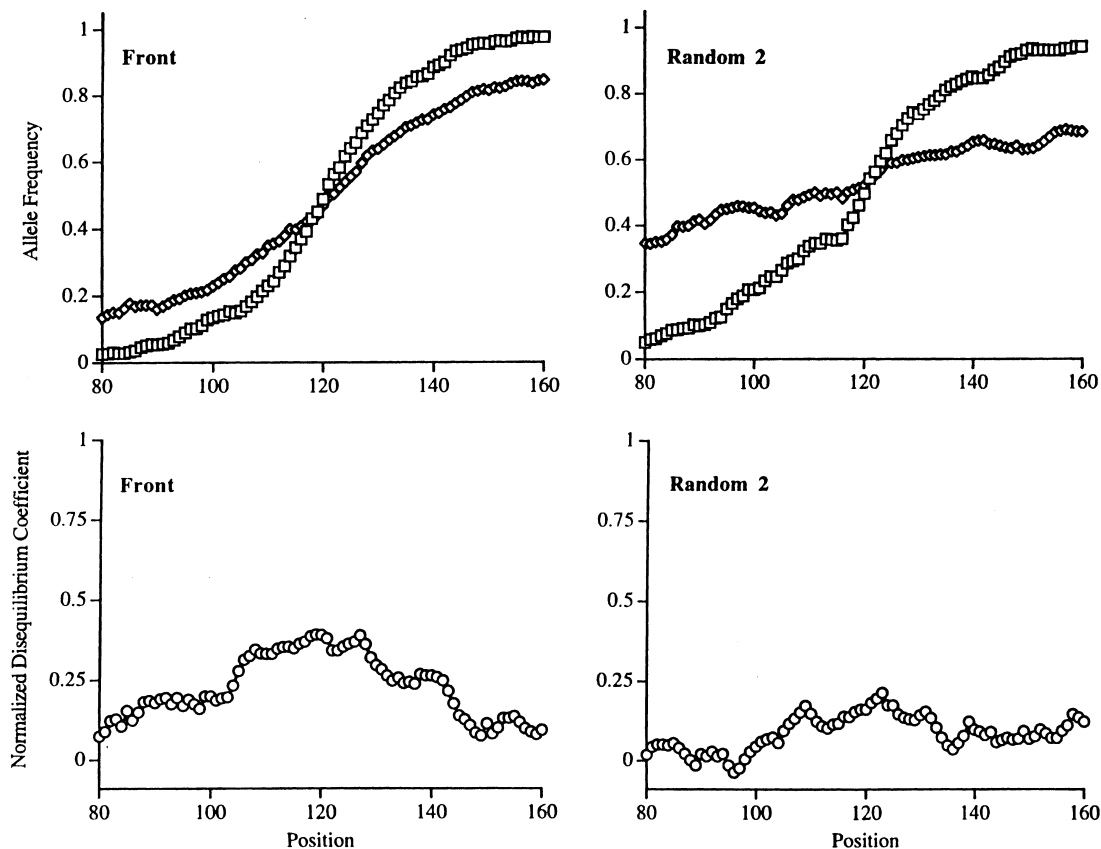 Front
Allele Frequency
1
0.8
0.6
0.4
0.2
0
80 100 120 140 160
Random 2
1
0.8
0.6
0.4
0.2
0
80 100 120 140 160
Front
Normalized Disequilibrium Coefficient
1
0.75
0.5
0.25
0
80 100 120 140 160
Position
Random 2
1
0.75
0.5
0.25
0
80 100 120 140 160
Position